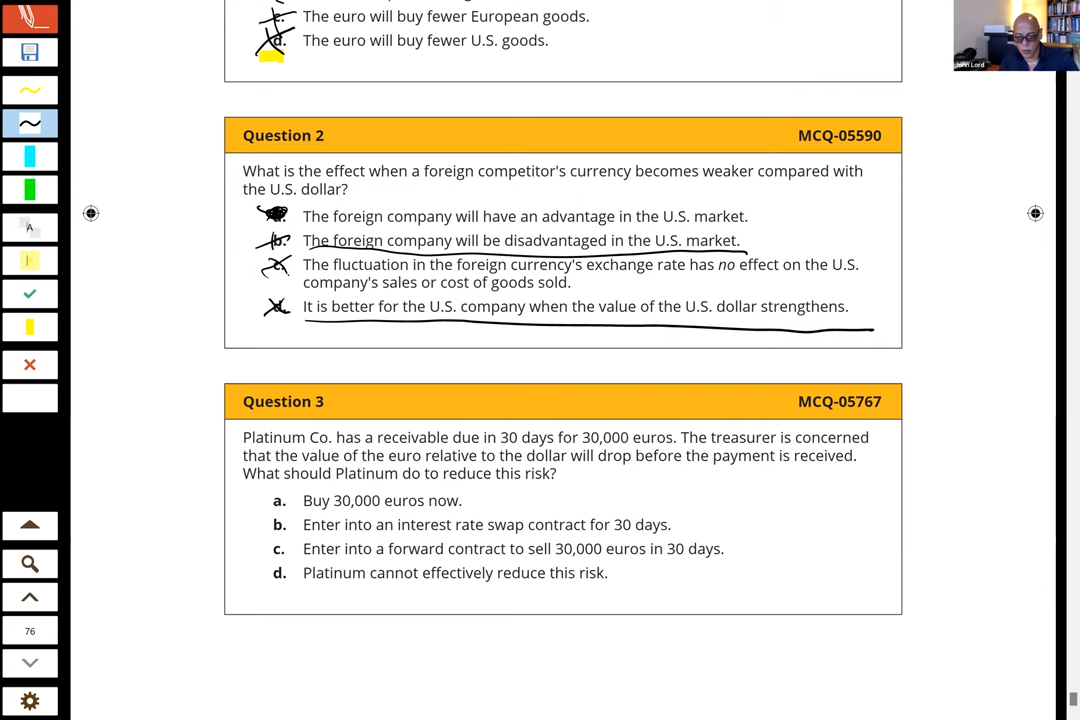 The euro will buy fewer European goods.
d. The euro will buy fewer U.S. goods.
Lord
Question 2 MCQ-05590
What is the effect when a foreign competitor's currency becomes weaker compared with
the U.S. dollar?
The foreign company will have an advantage in the U.S. market.
b. The foreign company will be disadvantaged in the U.S. market.
The fluctuation in the foreign currency's exchange rate has no effect on the U.S.
company's sales or cost of goods sold.
It is better for the U.S. company when the value of the U.S. dollar strengthens.
Question 3 MCQ-05767
Platinum Co. has a receivable due in 30 days for 30,000 euros. The treasurer is concerned
that the value of the euro relative to the dollar will drop before the payment is received.
What should Platinum do to reduce this risk?
a. Buy 30,000 euros now.
b. Enter into an interest rate swap contract for 30 days.
c. Enter into a forward contract to sell 30,000 euros in 30 days.
d. Platinum cannot effectively reduce this risk.
A
76